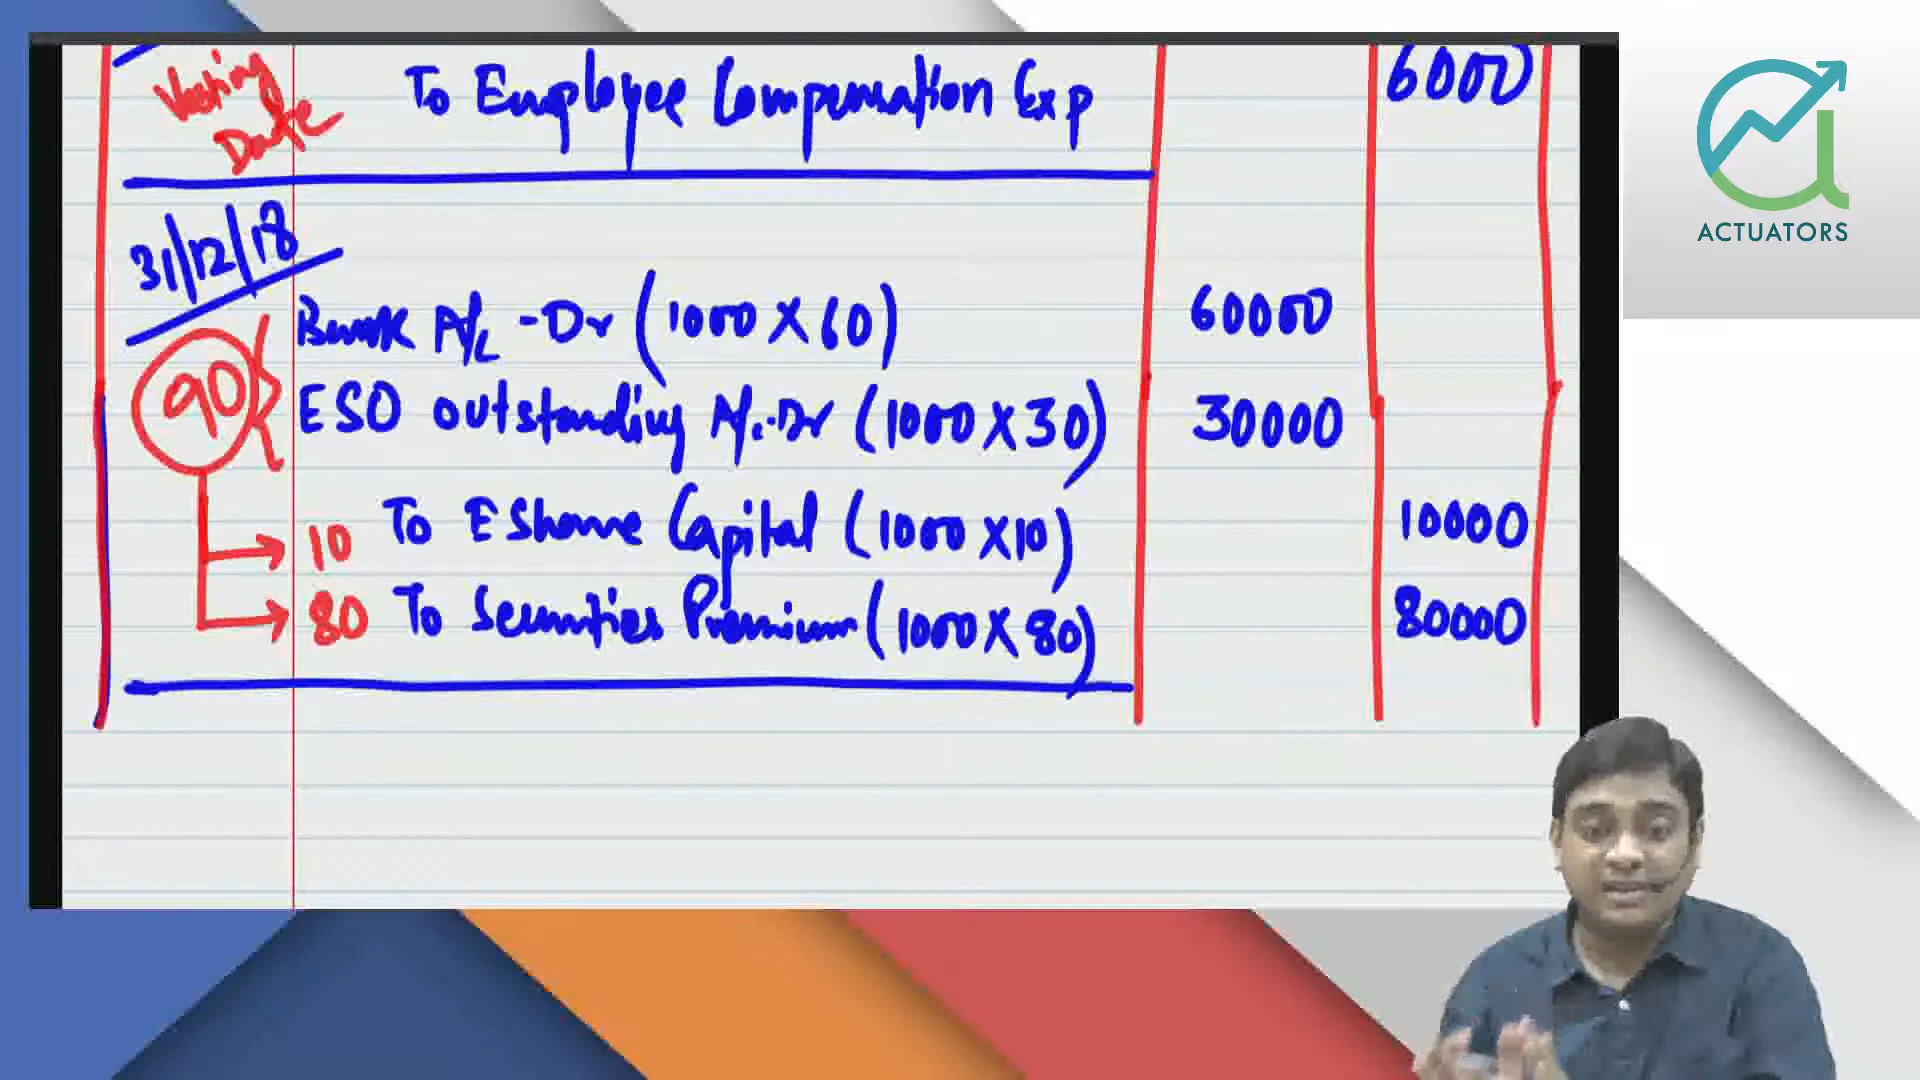 Vesting
Date
To Employee Compensation Exp 6000
31/12/18
Bank A/c -Dr (1000 X 60) 60000
90
ESO outstanding A/c.Dr (1000 X 30) 30000
10 To E Share Capital (1000 X 10) 10000
80 To Securities Premium (1000 X 80) 80000
ACTUATORS